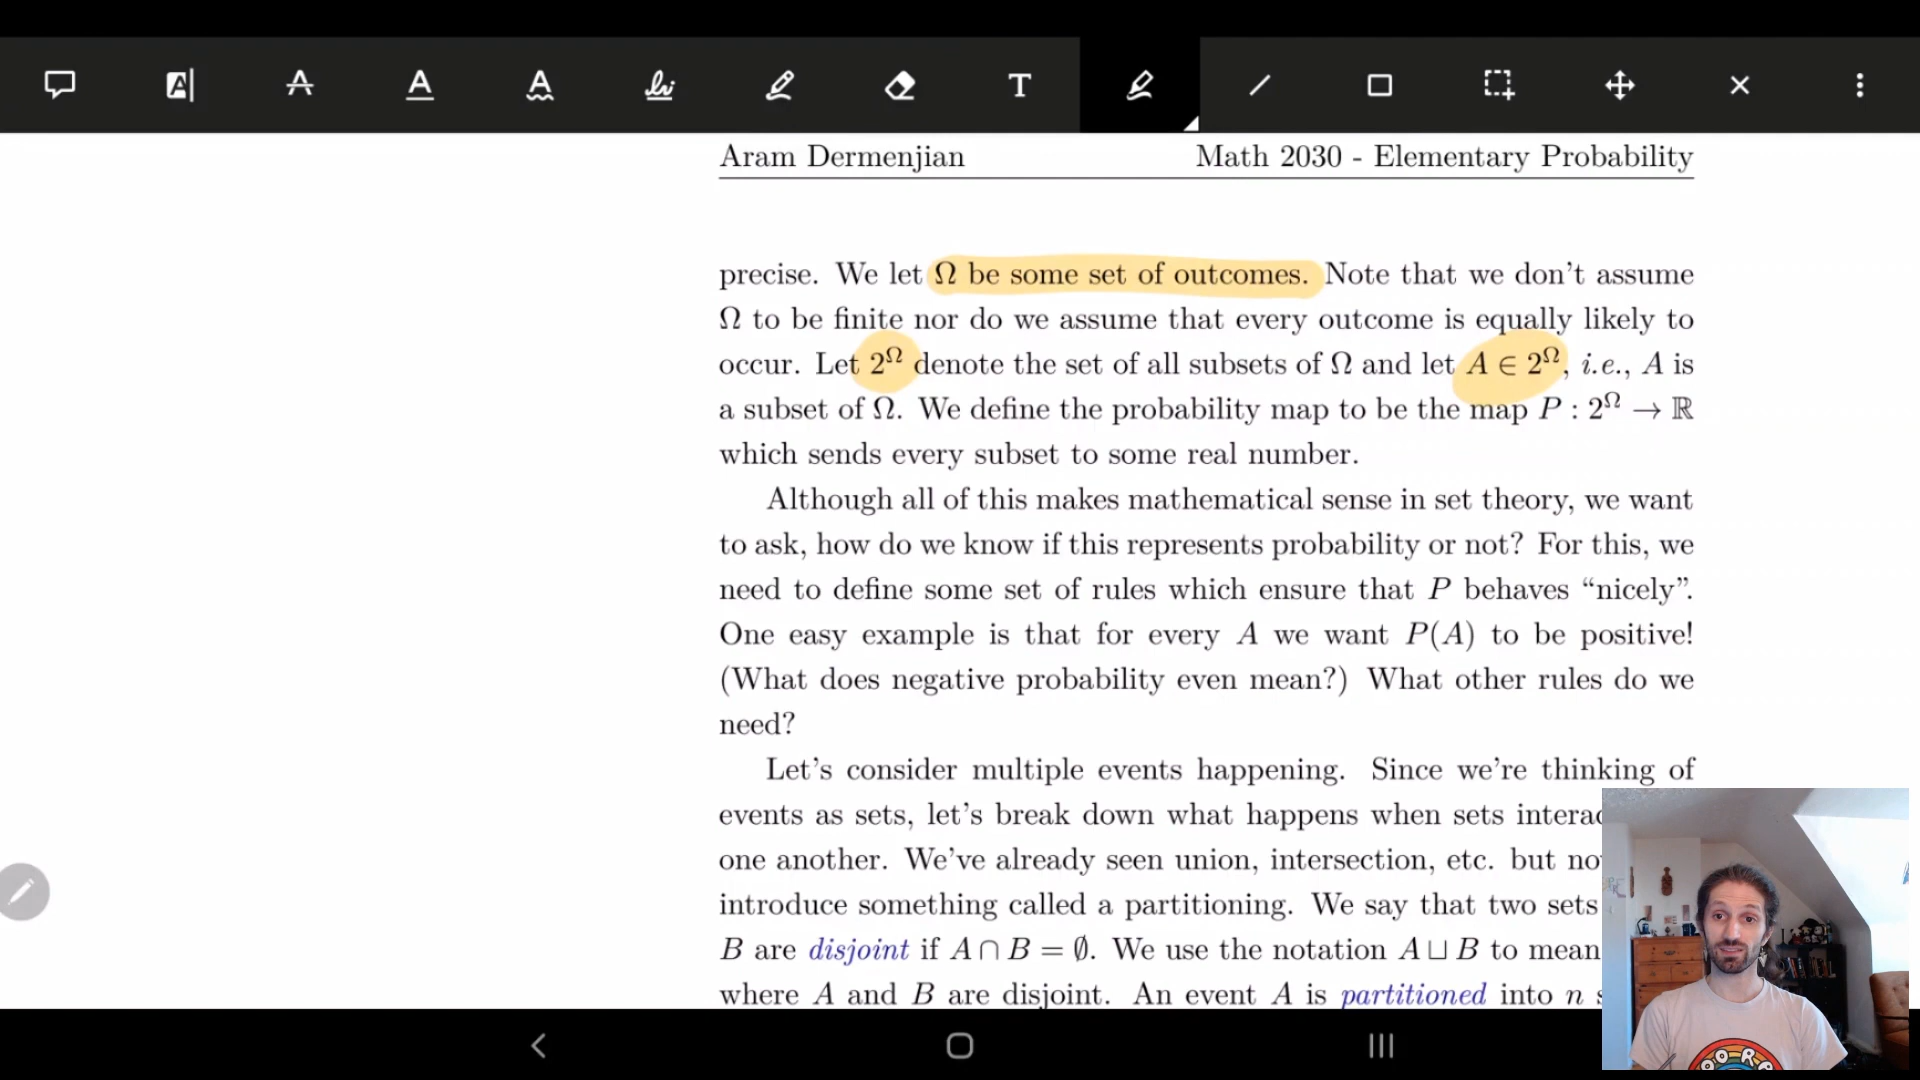 Aram Dermenjian
Math 2030 - Elementary Probability
precise. We let Ω be some set of outcomes. Note that we don't assume
Ω to be finite nor do we assume that every outcome is equally likely to
occur. Let 2^Ω denote the set of all subsets of Ω and let A ∈ 2^Ω, i.e., A is
a subset of Ω. We define the probability map to be the map P : 2^Ω → ℝ
which sends every subset to some real number.
Although all of this makes mathematical sense in set theory, we want
to ask, how do we know if this represents probability or not? For this, we
need to define some set of rules which ensure that P behaves “nicely”.
One easy example is that for every A we want P(A) to be positive!
(What does negative probability even mean?) What other rules do we
need?
Let's consider multiple events happening. Since we're thinking of
events as sets, let's break down what happens when sets
one another. We've already seen union, intersection, etc. but
introduce something called a partitioning. We say that two sets
B are disjoint if A ∩ B = ∅. We use the notation A ⊔ B to mean
where A and B are disjoint. An event A is partitioned into n